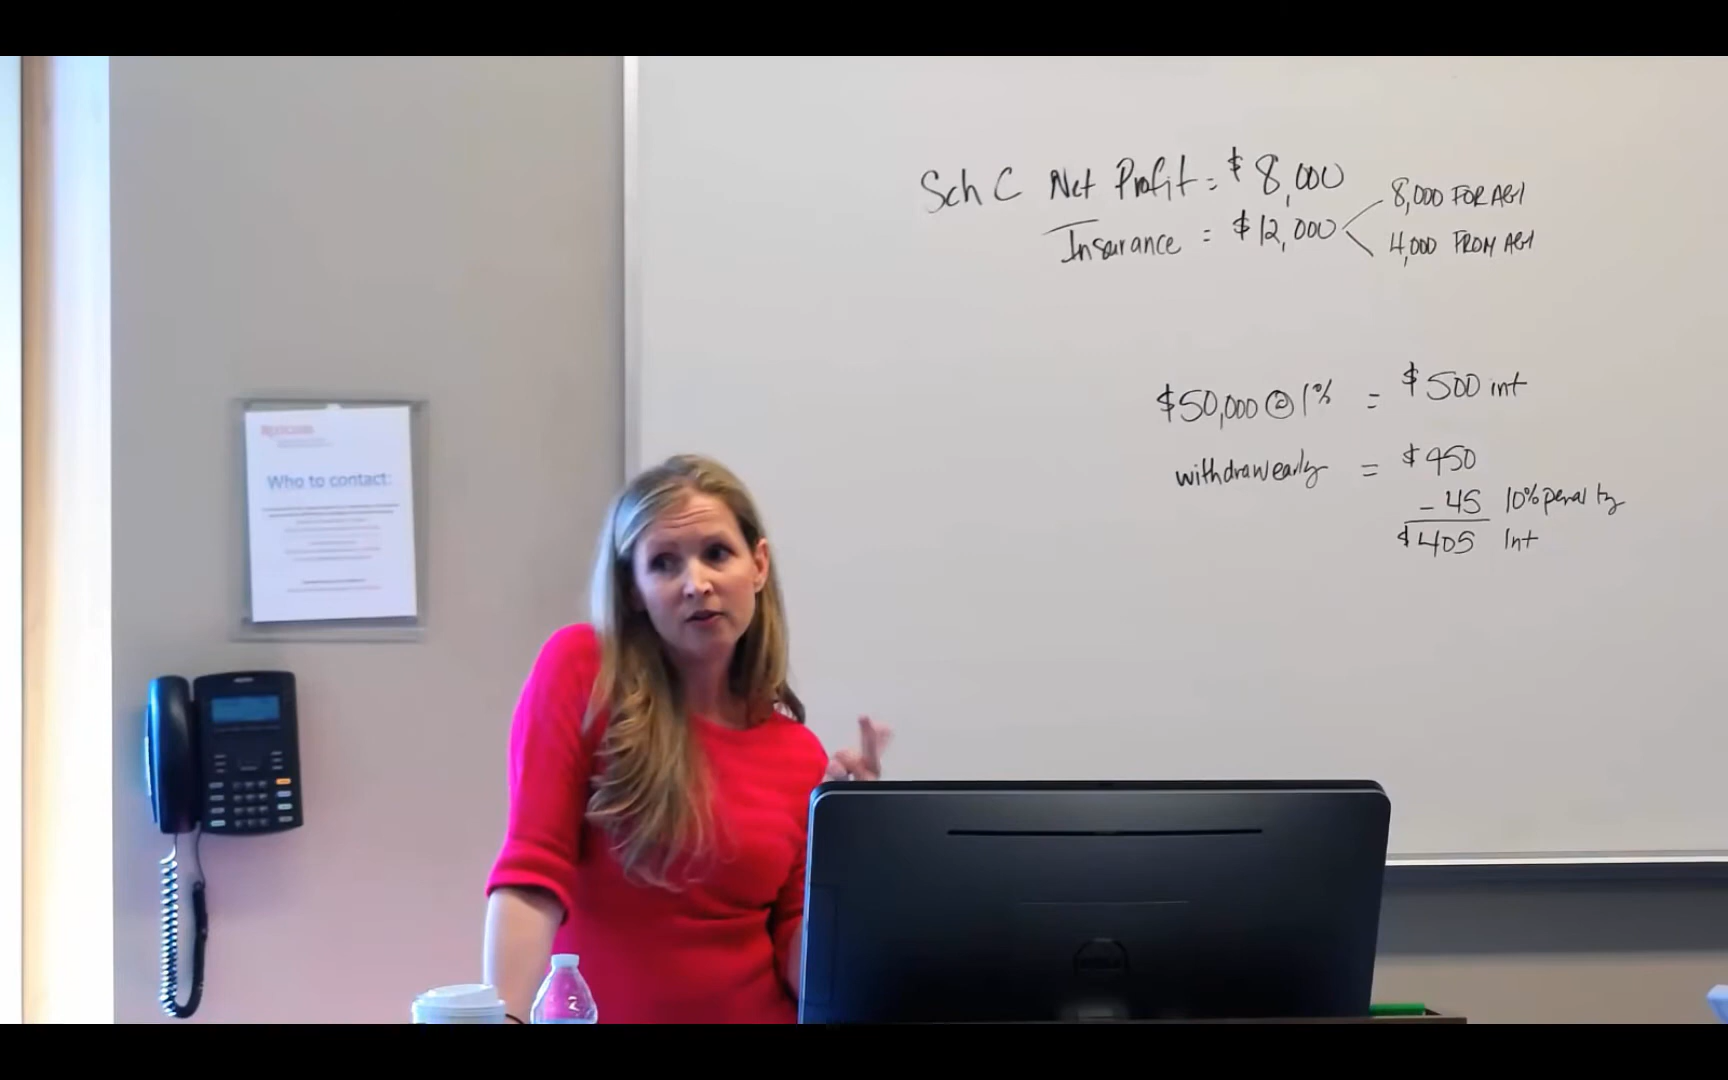 Sch C Net Profit = $ 8,000
Insurance = $12,000
8,000 FOR AGI
4,000 FROM AGI
$50,000 @ 1% = $500 int
withdraw early = $450
- 45 10% penalty
$405 Int
Who to contact:
DELL